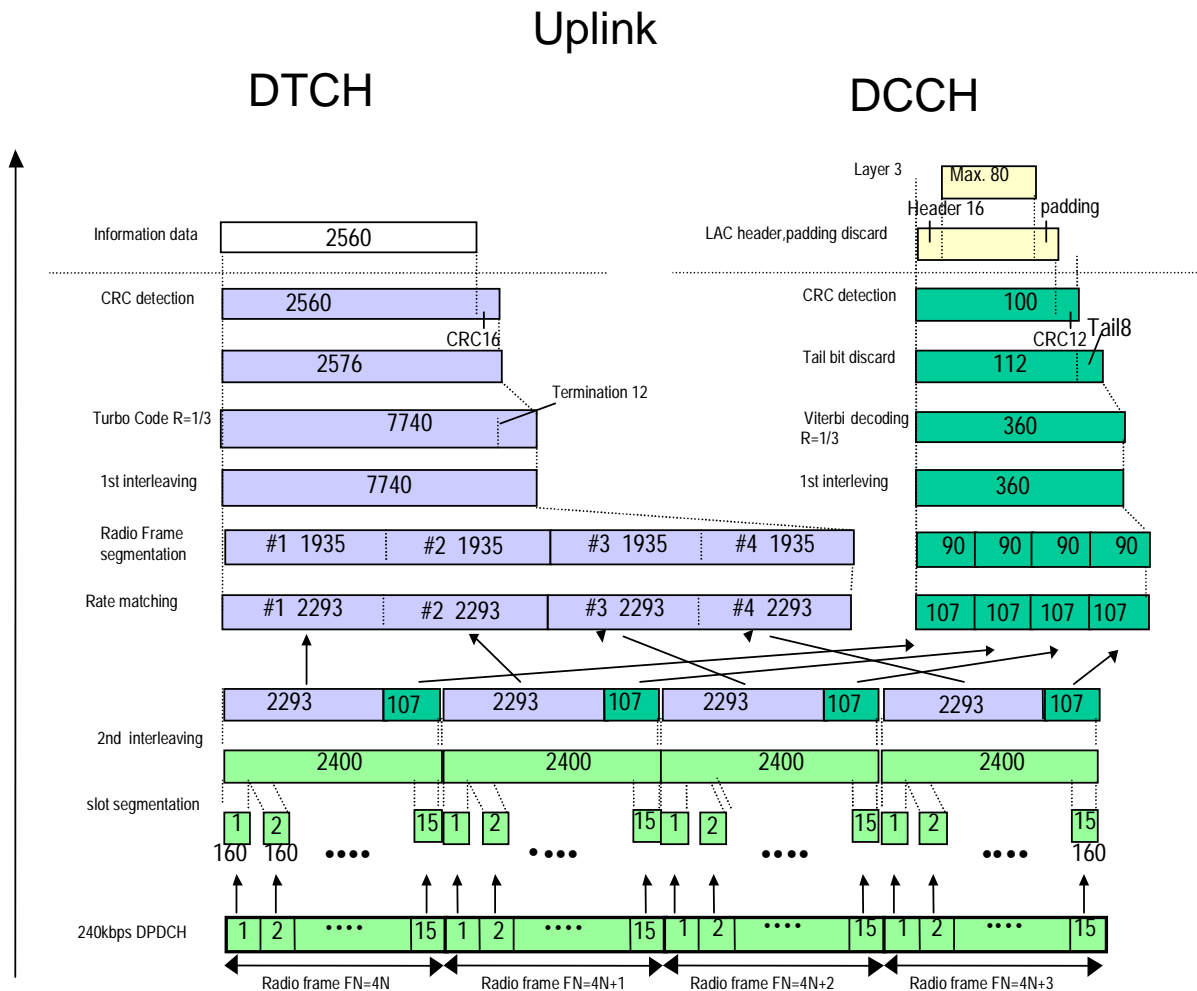 Uplink
DTCH
DCCH
Layer 3
Max. 80
Header 16
padding
Information data
2560
LAC header,padding discard
CRC detection
2560
CRC detection
100
CRC16
CRC12
Tail8
2576
Tail bit discard
112
Termination 12
Turbo Code R=1/3
7740
Viterbi decoding
R=1/3
360
1st interleaving
7740
1st interleving
360
Radio Frame
segmentation
#1 1935
#2 1935
#3 1935
#4 1935
90
90
90
90
Rate matching
#1 2293
#2 2293
#3 2293
#4 2293
107
107
107
107
2293
107
2293
107
2293
107
2293
107
2nd interleaving
2400
2400
2400
2400
slot segmentation
1
2
15
1
2
15
1
2
15
1
2
15
160
160
••••
••••
••••
••••
160
240kbps DPDCH
1
2
••••
15
1
2
••••
15
1
2
••••
15
1
2
••••
15
Radio frame FN=4N
Radio frame FN=4N+1
Radio frame FN=4N+2
Radio frame FN=4N+3